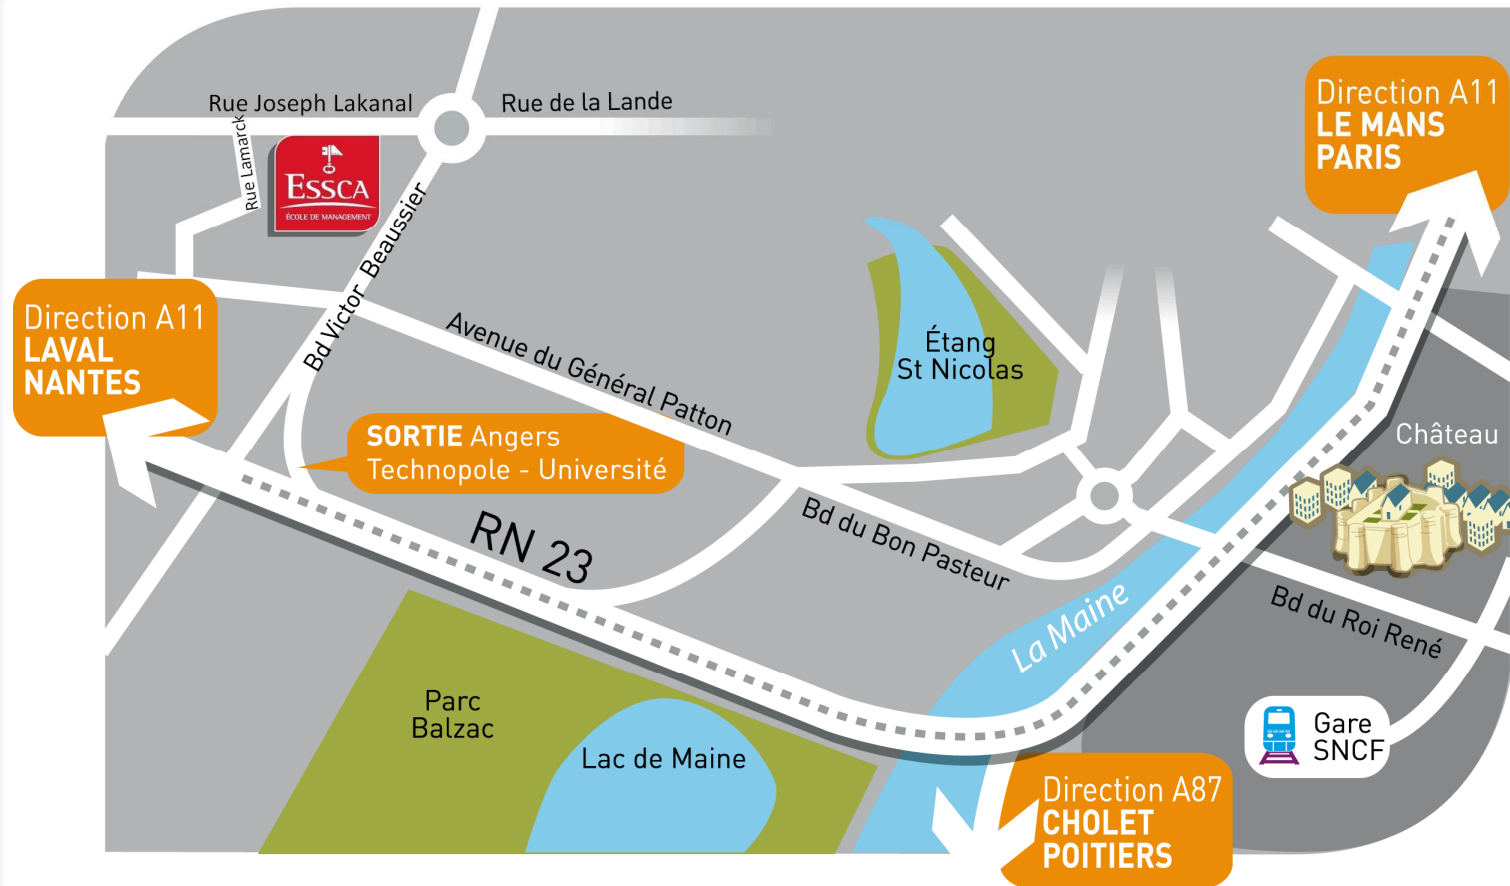 Rue Joseph Lakanal
Rue de la Lande
Rue Lamarck
ESSCA
ÉCOLE DE MANAGEMENT
Bd Victor Beaussier
Direction A11
LE MANS
PARIS
Direction A11
LAVAL
NANTES
Avenue du Général Patton
Étang
St Nicolas
SORTIE Angers
Technopole - Université
Château
RN 23
Bd du Bon Pasteur
La Maine
Bd du Roi René
Parc
Balzac
Lac de Maine
Gare
SNCF
Direction A87
CHOLET
POITIERS